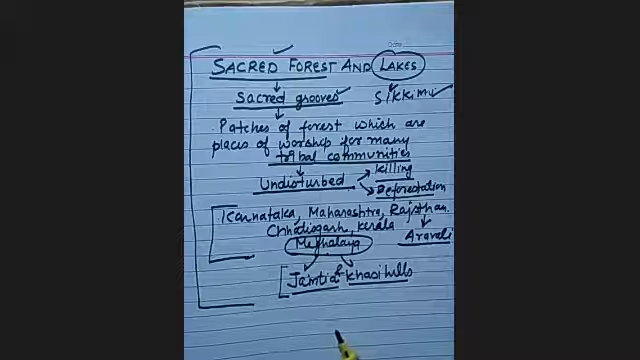 SACRED FOREST AND LAKES
Sacred grooves
Sikkim
Patches of forest which are
places of worship for many
tribal communities
Undisturbed
killing
Deforestation
Karnataka, Maharashtra, Rajsthan.
Chhatisgarh, Kerala
Aravali
Meghalaya
Jaintia & Khasi hills